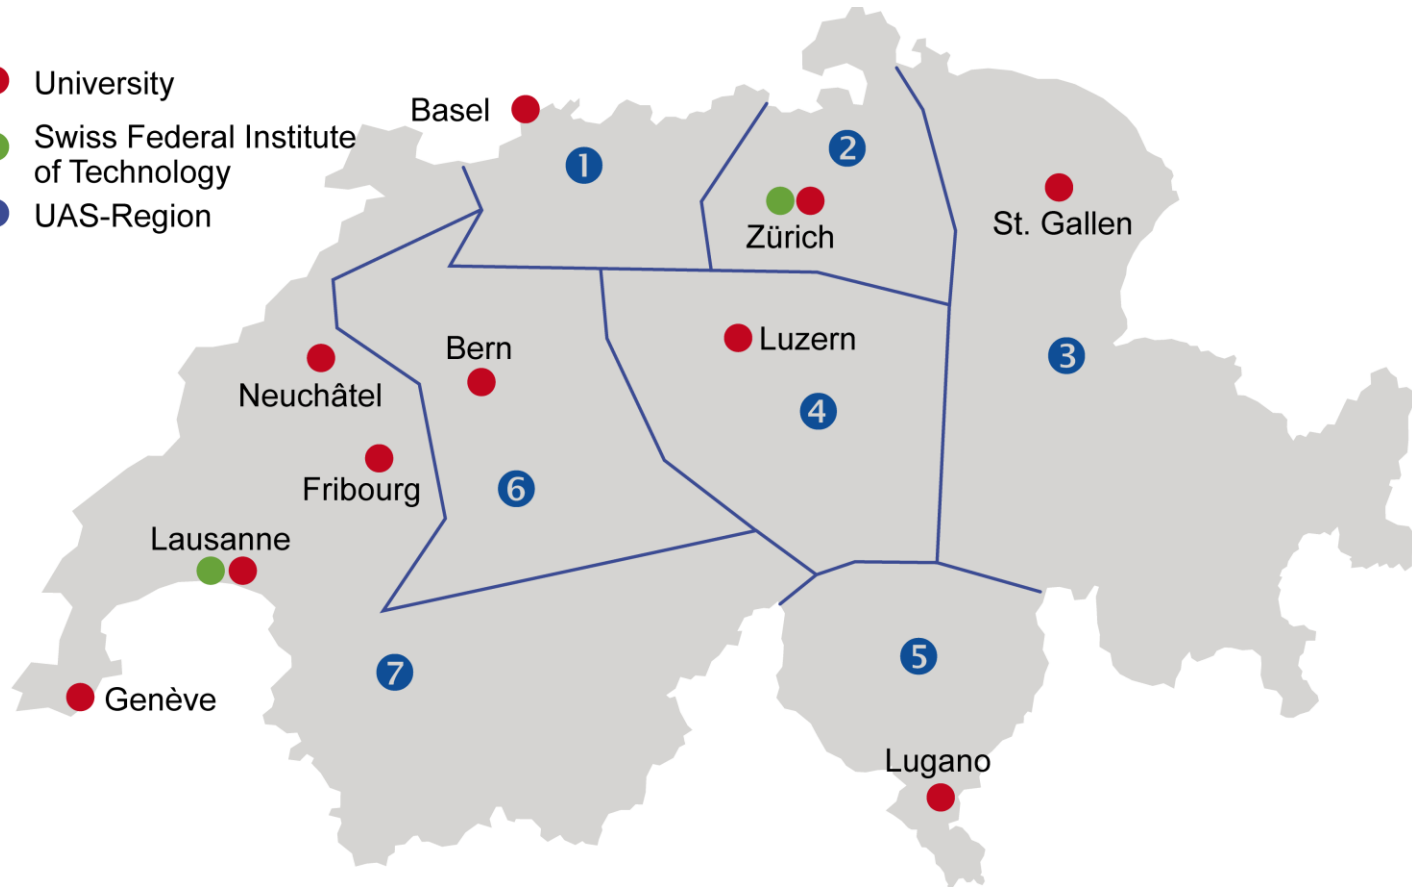 University
Swiss Federal Institute
of Technology
UAS-Region
Basel
1
2
Zürich
St. Gallen
Luzern
3
Bern
Neuchâtel
4
Fribourg
6
Lausanne
5
7
Genève
Lugano